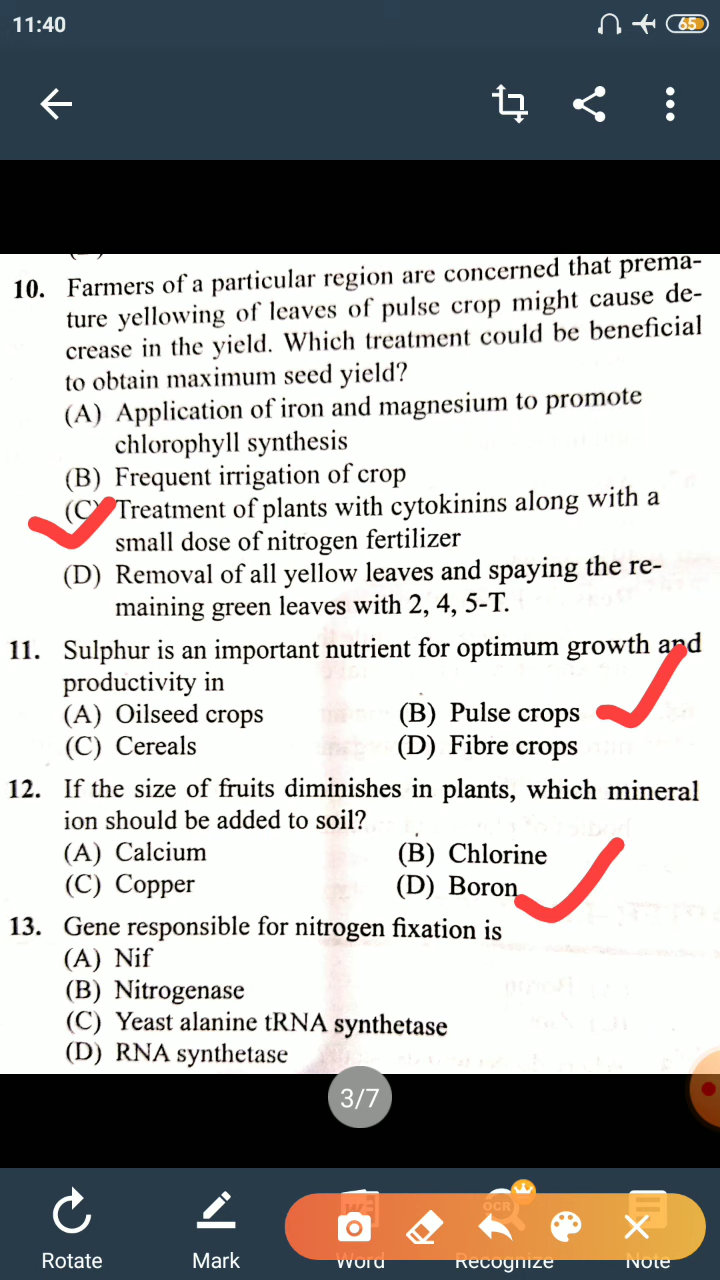 11:40
65
10. Farmers of a particular region are concerned that prema-
ture yellowing of leaves of pulse crop might cause de-
crease in the yield. Which treatment could be beneficial
to obtain maximum seed yield?
(A) Application of iron and magnesium to promote
chlorophyll synthesis
(B) Frequent irrigation of crop
(C) Treatment of plants with cytokinins along with a
small dose of nitrogen fertilizer
(D) Removal of all yellow leaves and spaying the re-
maining green leaves with 2, 4, 5-T.
11. Sulphur is an important nutrient for optimum growth and
productivity in
(A) Oilseed crops (B) Pulse crops
(C) Cereals (D) Fibre crops
12. If the size of fruits diminishes in plants, which mineral
ion should be added to soil?
(A) Calcium (B) Chlorine
(C) Copper (D) Boron
13. Gene responsible for nitrogen fixation is
(A) Nif
(B) Nitrogenase
(C) Yeast alanine tRNA synthetase
(D) RNA synthetase
3/7
OCR
Rotate Mark Word Recognize Note